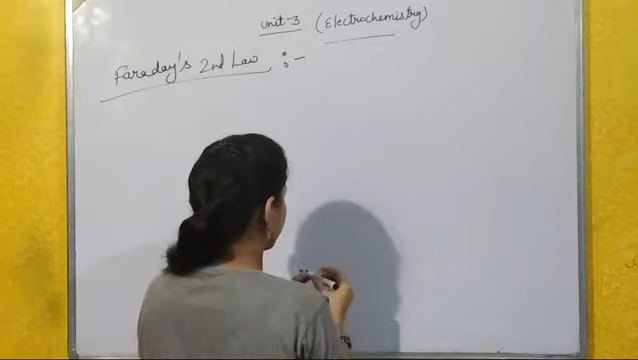 unit-3 (Electrochemistry)
Faraday's 2nd Law :-